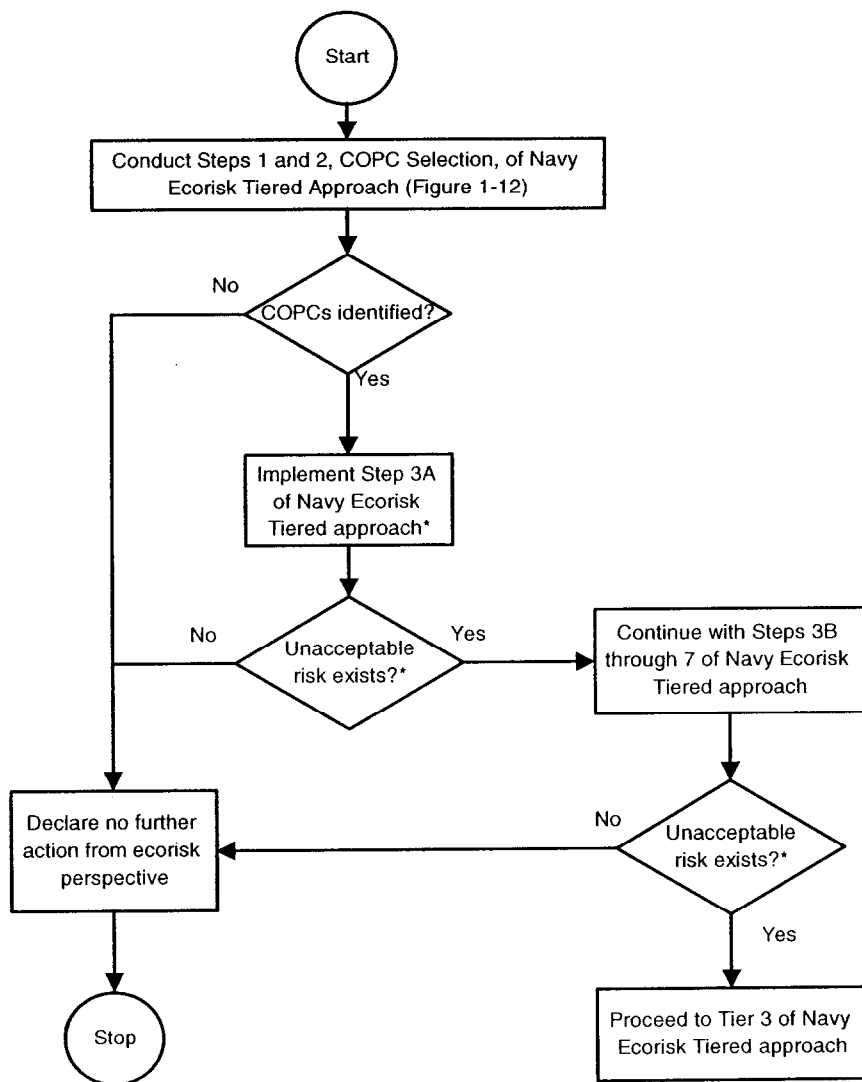 Start
Conduct Steps 1 and 2, COPC Selection, of Navy
Ecorisk Tiered Approach (Figure 1-12)
No
COPCs identified?
Yes
Implement Step 3A
of Navy Ecorisk
Tiered approach*
No
Unacceptable
risk exists?*
Yes
Continue with Steps 3B
through 7 of Navy Ecorisk
Tiered approach
Declare no further
action from ecorisk
perspective
No
Unacceptable
risk exists?*
Yes
Stop
Proceed to Tier 3 of Navy
Ecorisk Tiered approach